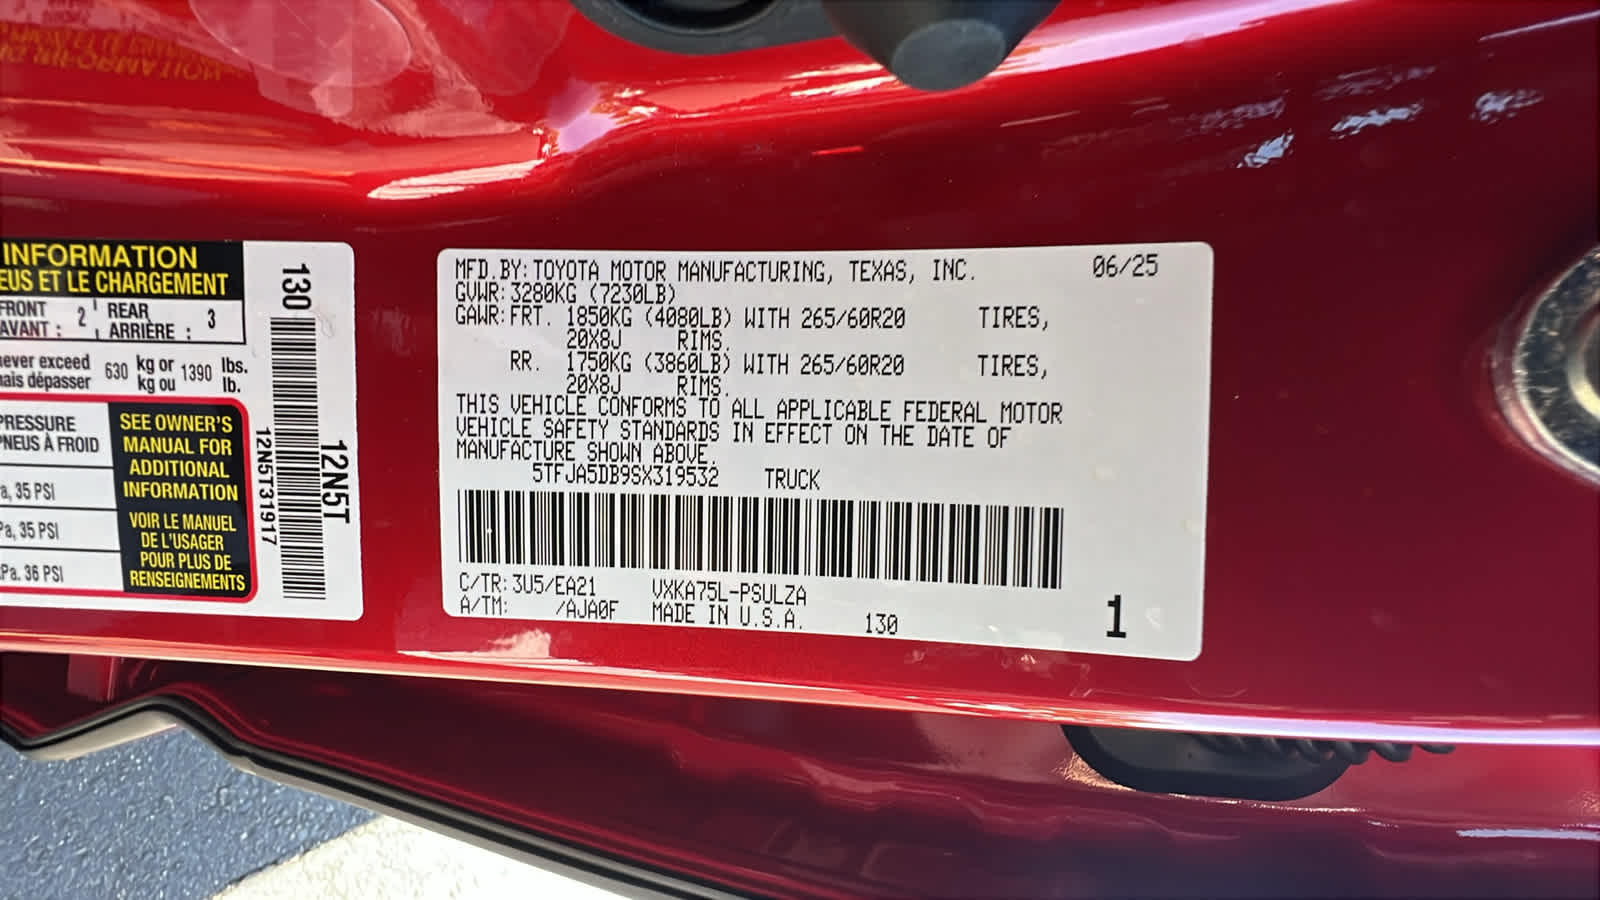 INFORMATION
EUS ET LE CHARGEMENT
FRONT 2 REAR 3
AVANT : ARRIÈRE :
never exceed 630 kg or 1390 lbs.
mais dépasser kg ou lb.
PRESSURE
PNEUS À FROID
a, 35 PSI
Pa, 35 PSI
Pa. 36 PSI
SEE OWNER'S
MANUAL FOR
ADDITIONAL
INFORMATION
VOIR LE MANUEL
DE L'USAGER
POUR PLUS DE
RENSEIGNEMENTS
130
12N5T
12N5T31917
MFD.BY: TOYOTA MOTOR MANUFACTURING, TEXAS, INC. 06/25
GVWR: 3280KG (7230LB)
GAWR: FRT. 1850KG (4080LB) WITH 265/60R20 TIRES,
20X8J RIMS.
RR. 1750KG (3860LB) WITH 265/60R20 TIRES,
20X8J RIMS.
THIS VEHICLE CONFORMS TO ALL APPLICABLE FEDERAL MOTOR
VEHICLE SAFETY STANDARDS IN EFFECT ON THE DATE OF
MANUFACTURE SHOWN ABOVE.
5TFJA5DB9SX319532 TRUCK
C/TR: 3U5/EA21 VXKA75L-PSULZA
A/TM: /AJA0F MADE IN U.S.A. 130 1